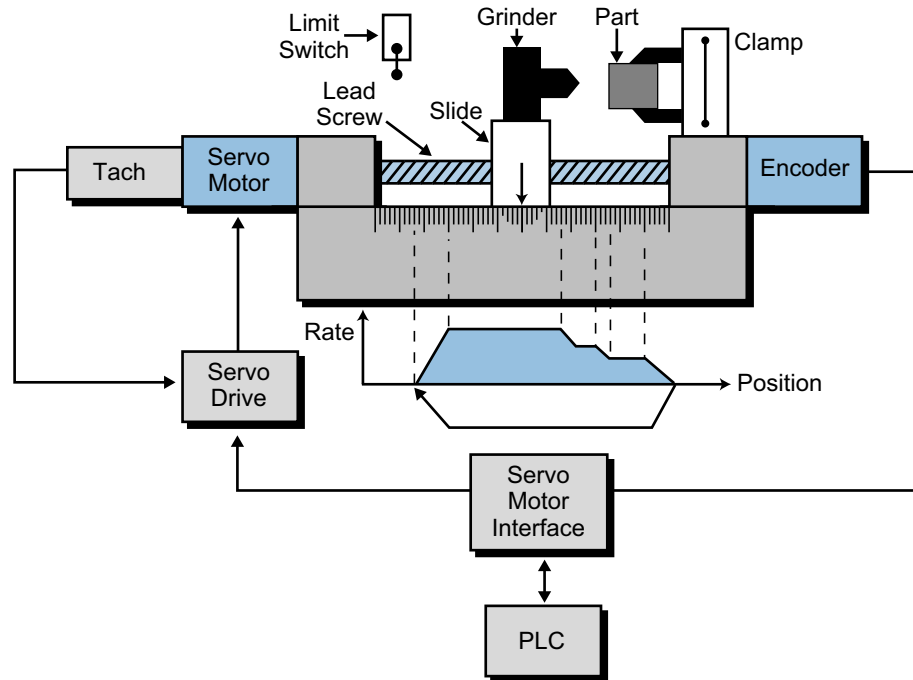 Limit
Switch
Grinder
Part
Clamp
Lead
Screw
Slide
Tach
Servo
Motor
Encoder
Rate
Position
Servo
Drive
Servo
Motor
Interface
PLC